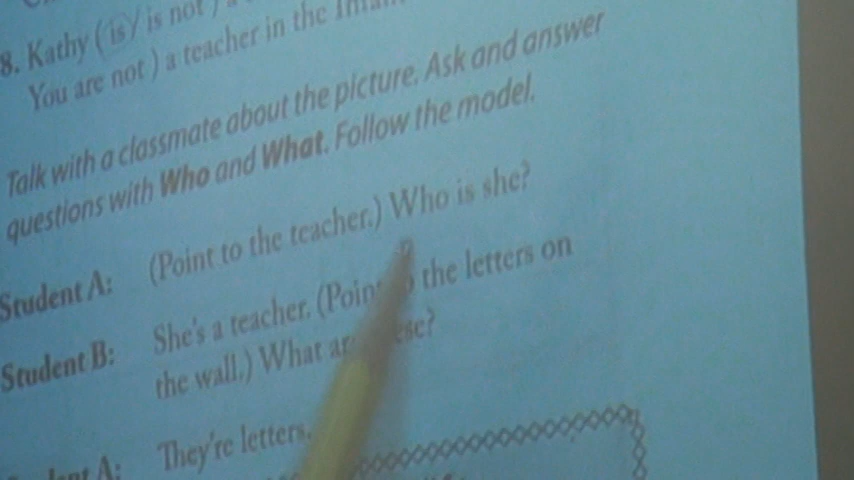 8. Kathy ( is / is not )
You are not ) a teacher in the
Talk with a classmate about the picture. Ask and answer
questions with Who and What. Follow the model.
Student A: (Point to the teacher.) Who is she?
Student B: She's a teacher. (Point the letters on
the wall.) What
A: They're letters.